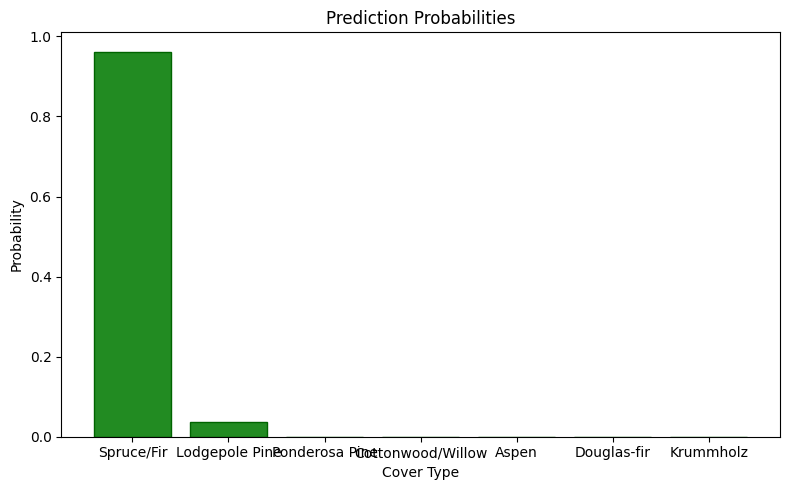 Prediction Probabilities
1.0
0.8
0.6
0.4
0.2
0.0
Probability
Spruce/Fir Lodgepole Pine Ponderosa Pine Cottonwood/Willow Aspen Douglas-fir Krummholz
Cover Type